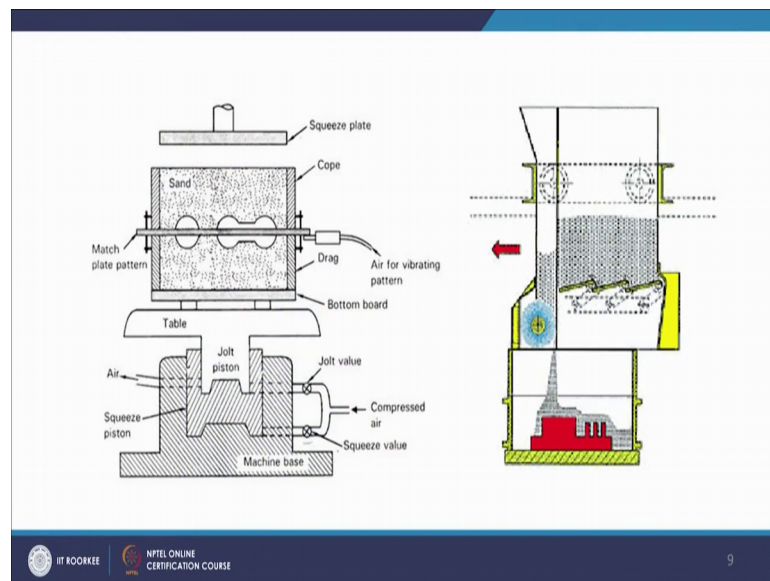 Squeeze plate
Cope
Sand
Match
plate pattern
Drag
Air for vibrating
pattern
Bottom board
Table
Jolt
piston
Jolt value
Air
Compressed
air
Squeeze
piston
Squeeze value
Machine base
IIT ROORKEE
NPTEL ONLINE
CERTIFICATION COURSE
9